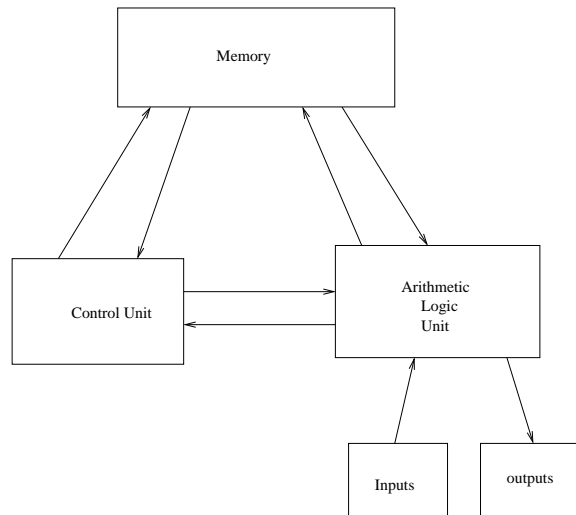 Memory
Control Unit
Arithmetic
Logic
Unit
Inputs
outputs